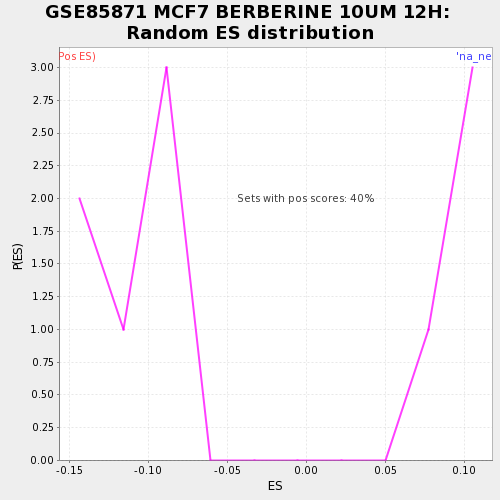 GSE85871 MCF7 BERBERINE 10UM 12H:
Random ES distribution
Pos ES)
'na_ne
3.00
2.75
2.50
2.25
2.00
1.75
1.50
1.25
1.00
0.75
0.50
0.25
0.00
P(ES)
Sets with pos scores: 40%
-0.15 -0.10 -0.05 0.00 0.05 0.10
ES